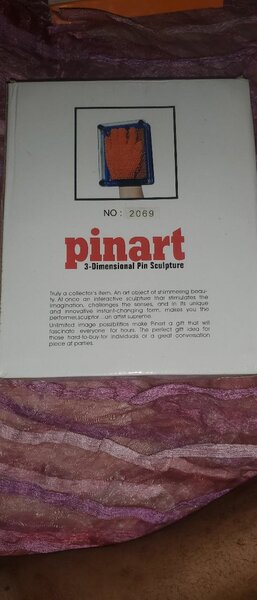 NO: 2069
pinart
3-Dimensional Pin Sculpture
Truly a collector's item. An art object of shimmering beau-
ty. At once an interactive sculpture that stimulates the
imagination, challenges the senses, and in its unique
and innovative instant-changing form, makes you the
performer,sculptor... an artist supreme.
Unlimited image possibilities make Pinart a gift that will
fascinate everyone for hours. The perfect gift idea for
those hard-to-buy-for individuals or a great conversation
piece at parties.